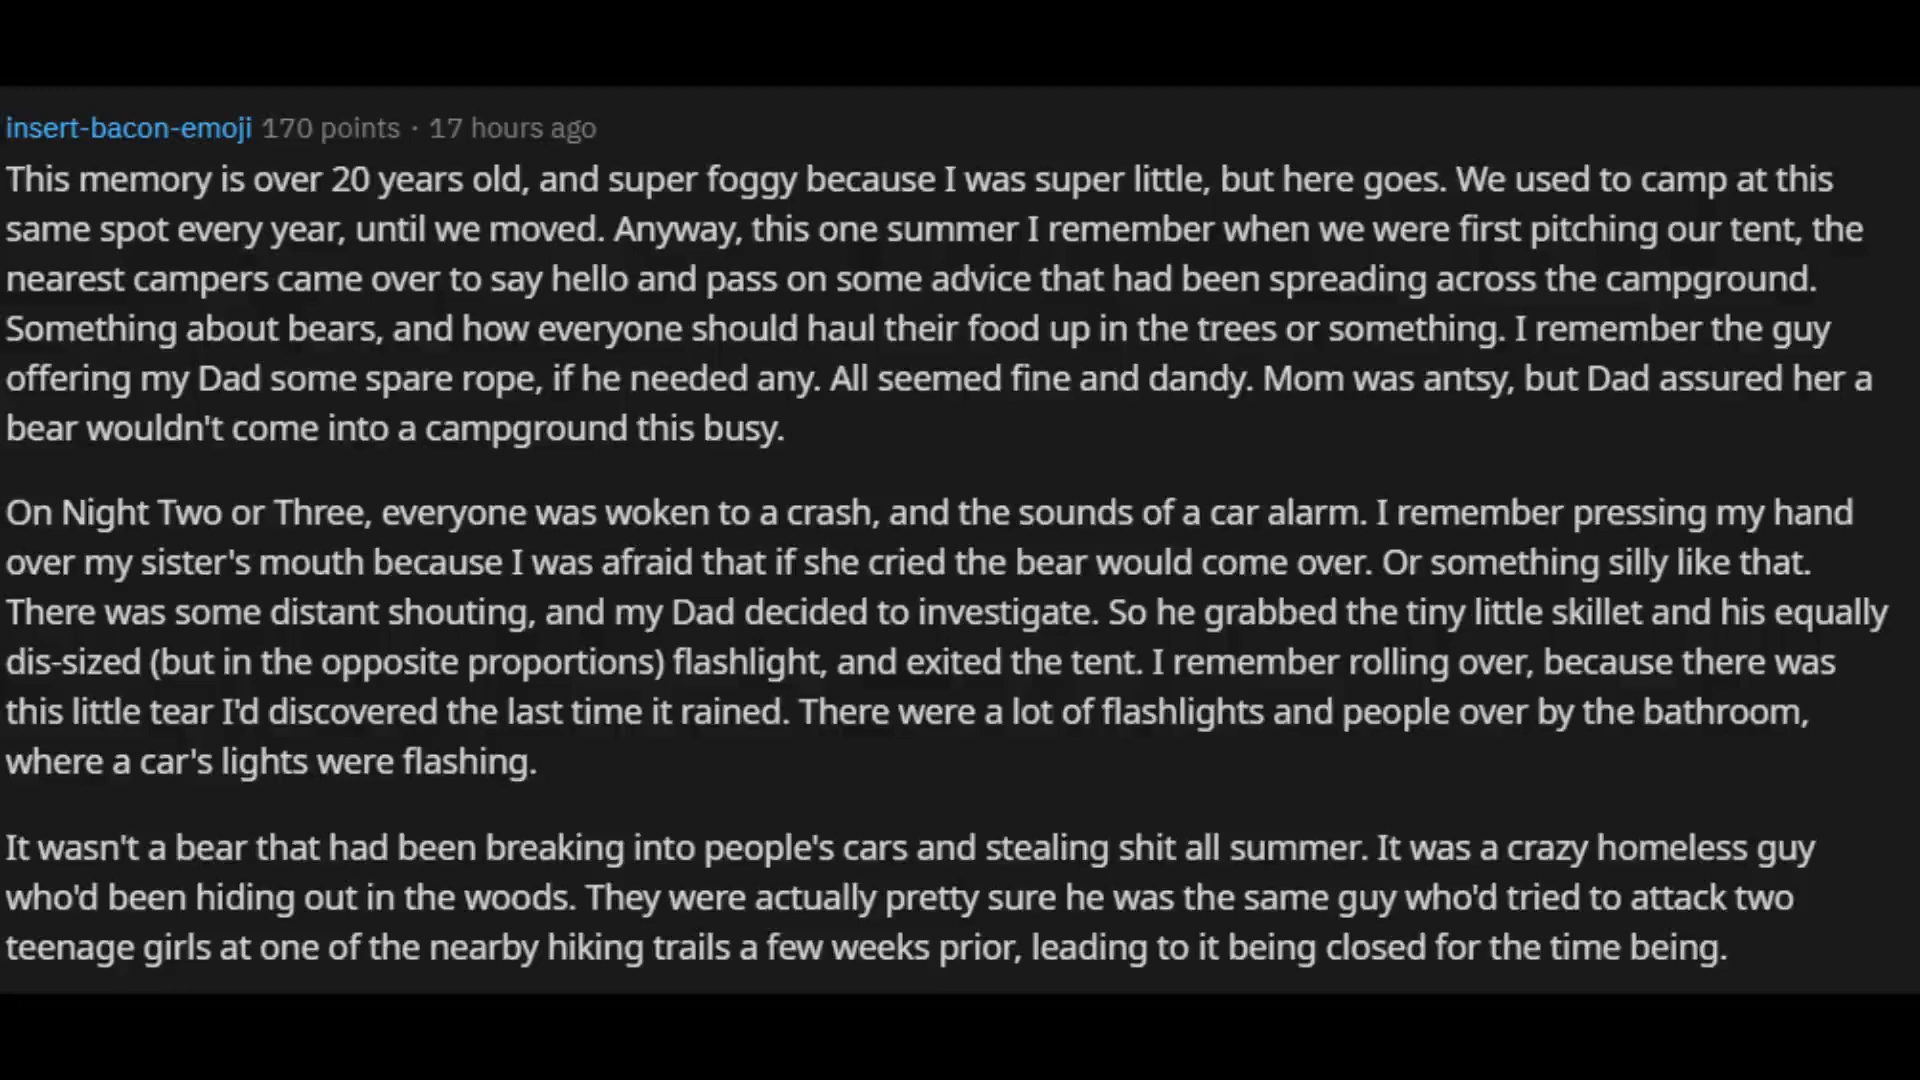 insert-bacon-emoji 170 points · 17 hours ago
This memory is over 20 years old, and super foggy because I was super little, but here goes. We used to camp at this
same spot every year, until we moved. Anyway, this one summer I remember when we were first pitching our tent, the
nearest campers came over to say hello and pass on some advice that had been spreading across the campground.
Something about bears, and how everyone should haul their food up in the trees or something. I remember the guy
offering my Dad some spare rope, if he needed any. All seemed fine and dandy. Mom was antsy, but Dad assured her a
bear wouldn't come into a campground this busy.
On Night Two or Three, everyone was woken to a crash, and the sounds of a car alarm. I remember pressing my hand
over my sister's mouth because I was afraid that if she cried the bear would come over. Or something silly like that.
There was some distant shouting, and my Dad decided to investigate. So he grabbed the tiny little skillet and his equally
dis-sized (but in the opposite proportions) flashlight, and exited the tent. I remember rolling over, because there was
this little tear I'd discovered the last time it rained. There were a lot of flashlights and people over by the bathroom,
where a car's lights were flashing.
It wasn't a bear that had been breaking into people's cars and stealing shit all summer. It was a crazy homeless guy
who'd been hiding out in the woods. They were actually pretty sure he was the same guy who'd tried to attack two
teenage girls at one of the nearby hiking trails a few weeks prior, leading to it being closed for the time being.